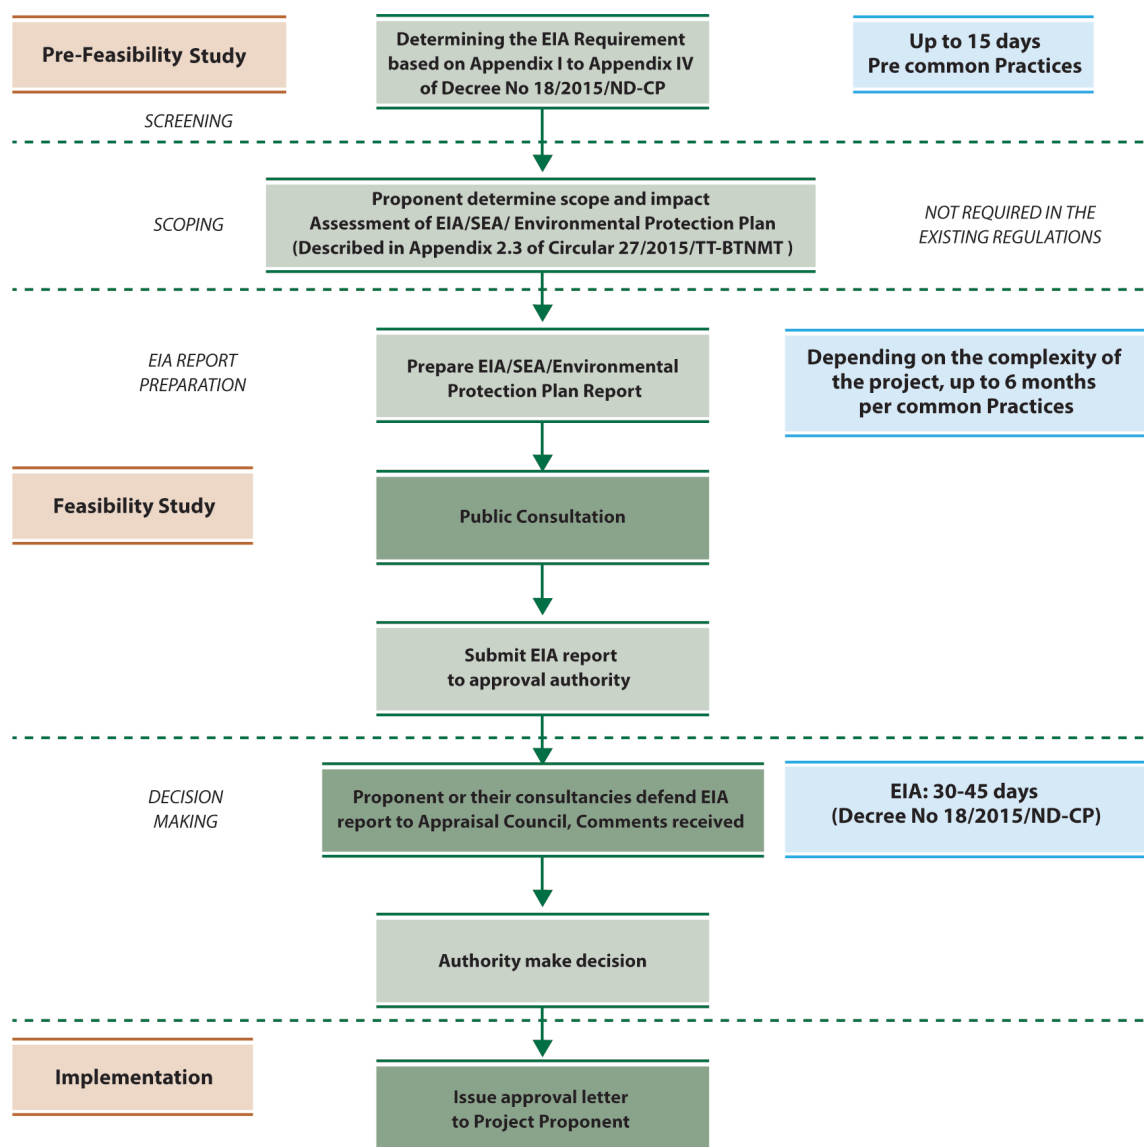 Pre-Feasibility Study
Determining the EIA Requirement
based on Appendix I to Appendix IV
of Decree No 18/2015/ND-CP
Up to 15 days
Pre common Practices
SCREENING
SCOPING
Proponent determine scope and impact
Assessment of EIA/SEA/ Environmental Protection Plan
(Described in Appendix 2.3 of Circular 27/2015/TT-BTNMT )
NOT REQUIRED IN THE
EXISTING REGULATIONS
EIA REPORT
PREPARATION
Prepare EIA/SEA/Environmental
Protection Plan Report
Depending on the complexity of
the project, up to 6 months
per common Practices
Feasibility Study
Public Consultation
Submit EIA report
to approval authority
DECISION
MAKING
Proponent or their consultancies defend EIA
report to Appraisal Council, Comments received
EIA: 30-45 days
(Decree No 18/2015/ND-CP)
Authority make decision
Implementation
Issue approval letter
to Project Proponent